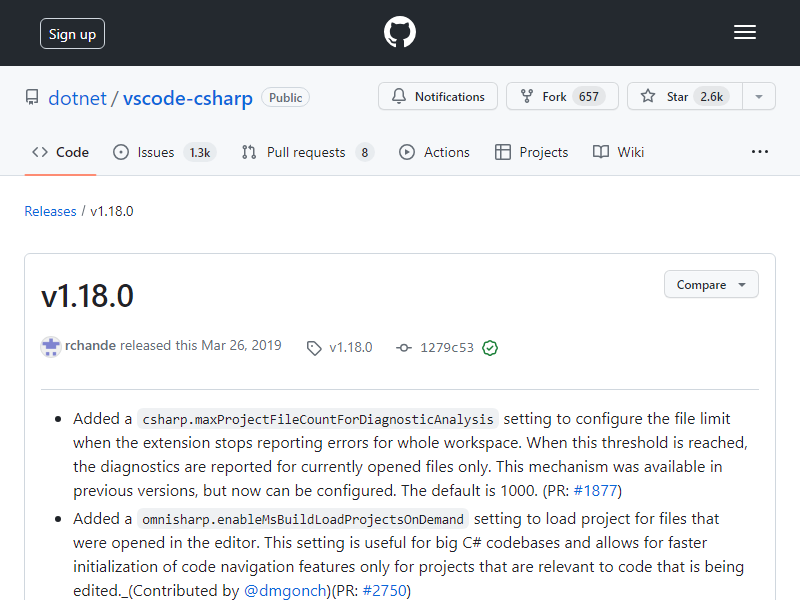 Sign up
dotnet / vscode-csharp Public
Notifications Fork 657 Star 2.6k
Code Issues 1.3k Pull requests 8 Actions Projects Wiki
Releases / v1.18.0
v1.18.0
Compare
rchande released this Mar 26, 2019 v1.18.0 1279c53
• Added a csharp.maxProjectFileCountForDiagnosticAnalysis setting to configure the file limit
when the extension stops reporting errors for whole workspace. When this threshold is reached,
the diagnostics are reported for currently opened files only. This mechanism was available in
previous versions, but now can be configured. The default is 1000. (PR: #1877)
• Added a omnisharp.enableMsBuildLoadProjectsOnDemand setting to load project for files that
were opened in the editor. This setting is useful for big C# codebases and allows for faster
initialization of code navigation features only for projects that are relevant to code that is being
edited._(Contributed by @dmgonch)(PR: #2750)